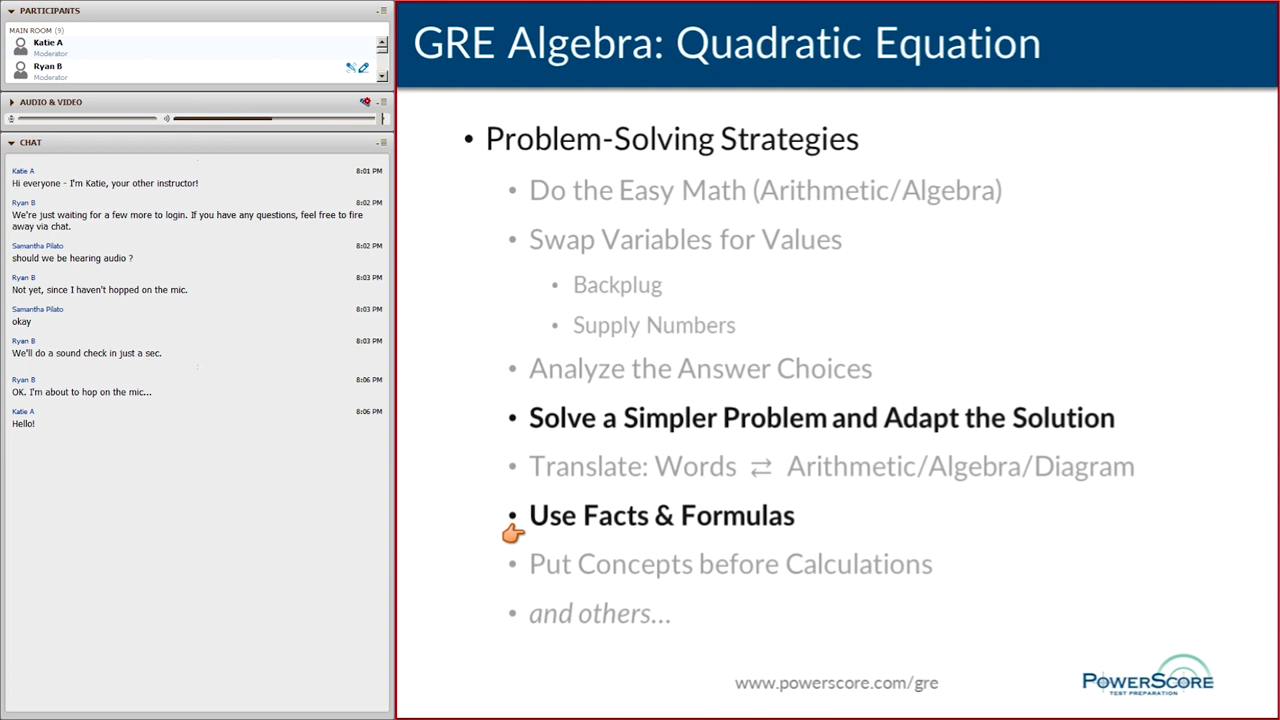 PARTICIPANTS
MAIN ROOM (9)
Katie A
Moderator
Ryan B
Moderator
AUDIO & VIDEO
CHAT
Katie A 8:01 PM
Hi everyone - I'm Katie, your other instructor!
Ryan B 8:02 PM
We're just waiting for a few more to login. If you have any questions, feel free to fire
away via chat.
Samantha Pilato 8:02 PM
should we be hearing audio ?
Ryan B 8:03 PM
Not yet, since I haven't hopped on the mic.
Samantha Pilato 8:03 PM
okay
Ryan B 8:03 PM
We'll do a sound check in just a sec.
Ryan B 8:06 PM
OK. I'm about to hop on the mic...
Katie A 8:06 PM
Hello!
GRE Algebra: Quadratic Equation
• Problem-Solving Strategies
• Do the Easy Math (Arithmetic/Algebra)
• Swap Variables for Values
• Backplug
• Supply Numbers
• Analyze the Answer Choices
• Solve a Simpler Problem and Adapt the Solution
• Translate: Words ⇄ Arithmetic/Algebra/Diagram
• Use Facts & Formulas
• Put Concepts before Calculations
• and others...
www.powerscore.com/gre
POWERSCORE
TEST PREPARATION